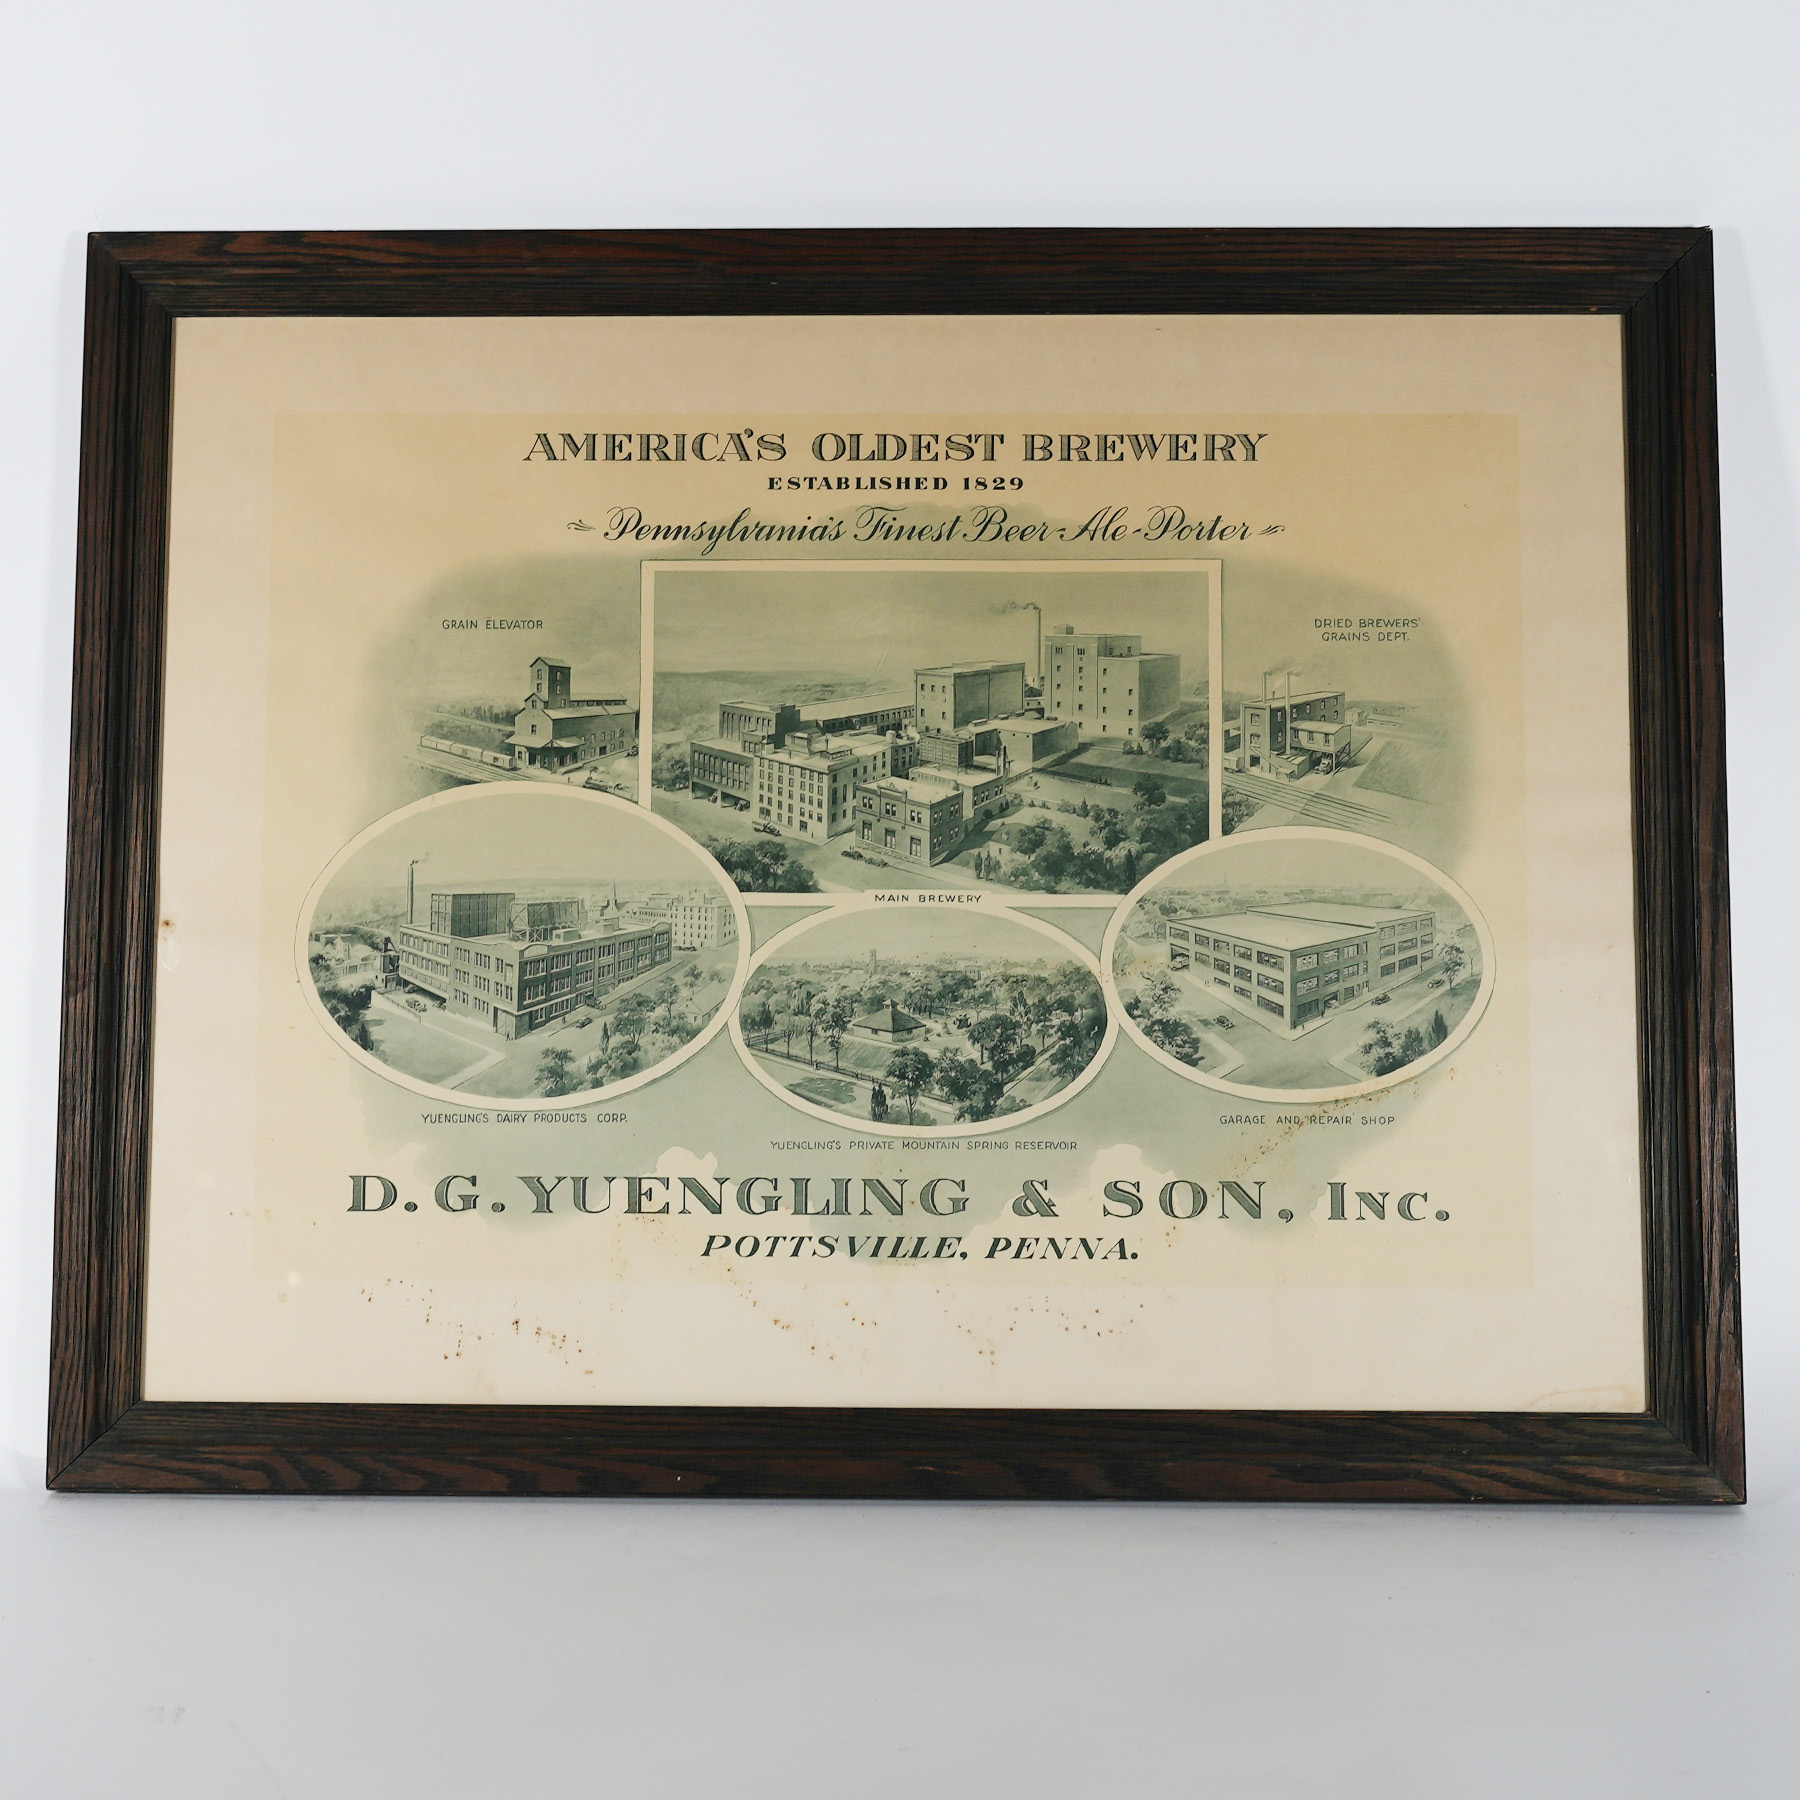 AMERICA'S OLDEST BREWERY
ESTABLISHED 1829
Pennsylvania's Finest Beer-Ale-Porter
GRAIN ELEVATOR
DRIED BREWERS'
GRAINS DEPT.
MAIN BREWERY
YUENGLING'S DAIRY PRODUCTS CORP.
YUENGLING'S PRIVATE MOUNTAIN SPRING RESERVOIR
GARAGE AND REPAIR SHOP
D. G. YUENGLING & SON, INC.
POTTSVILLE, PENNA.